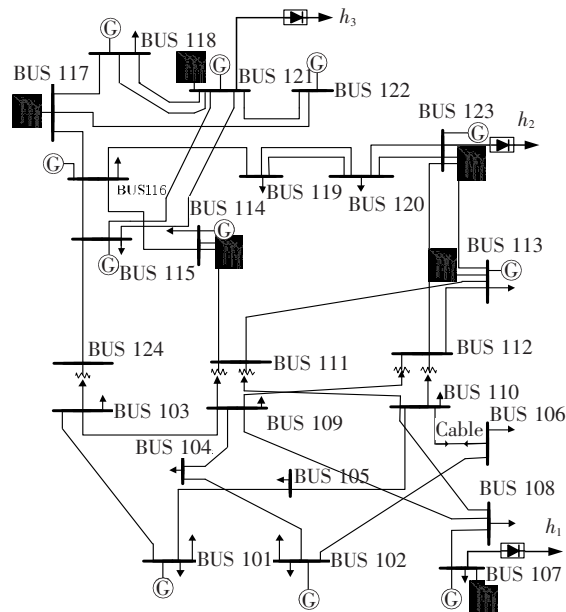 h₃
G
BUS 118
G
G
BUS 117
BUS 121
BUS 122
BUS 123
G
h₂
G
BUS116
BUS 119
BUS 120
BUS 114
G
BUS 113
G
G
BUS 115
BUS 124
BUS 111
BUS 112
BUS 110
BUS 103
BUS 109
BUS 106
Cable
BUS 104
BUS 105
BUS 108
h₁
BUS 101
BUS 102
BUS 107
G
G
G